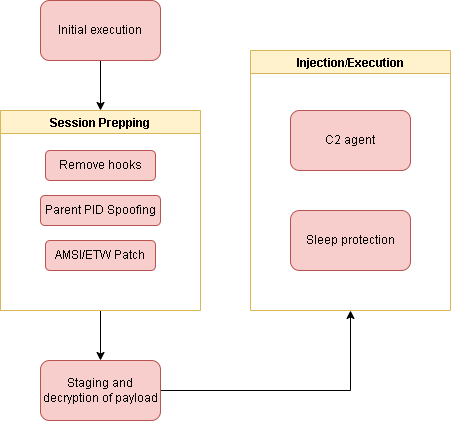 Initial execution
Session Prepping
Remove hooks
Parent PID Spoofing
AMSI/ETW Patch
Staging and
decryption of payload
Injection/Execution
C2 agent
Sleep protection